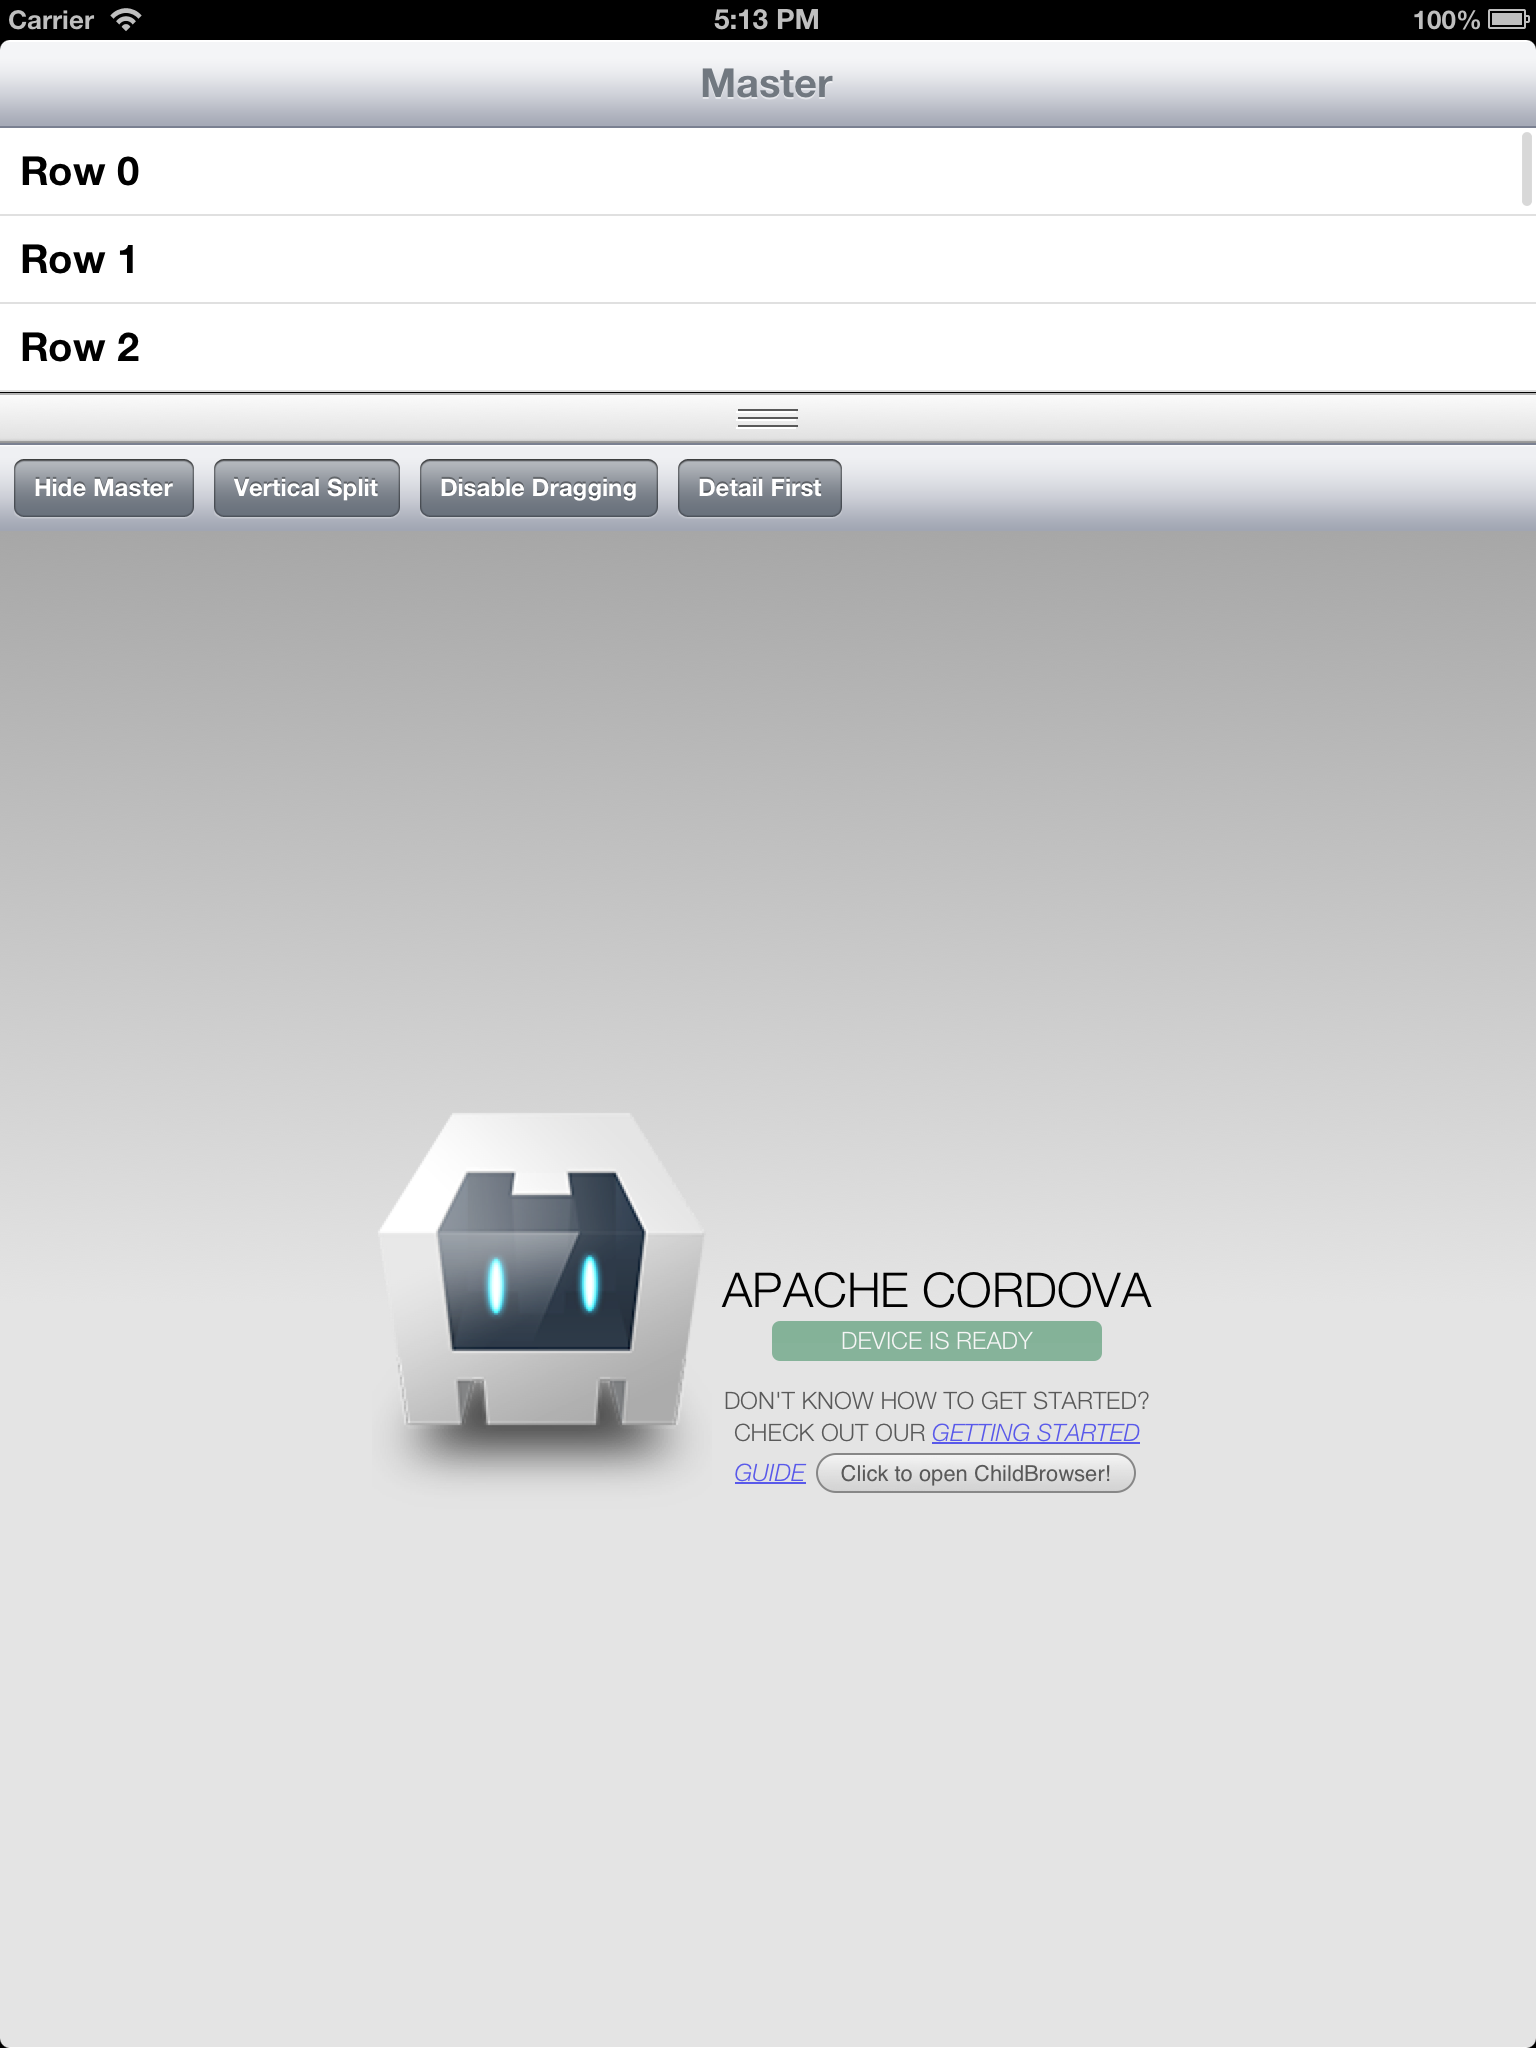 Carrier 5:13 PM 100%
Master
Row 0
Row 1
Row 2
Hide Master Vertical Split Disable Dragging Detail First
APACHE CORDOVA
DEVICE IS READY
DON'T KNOW HOW TO GET STARTED?
CHECK OUT OUR GETTING STARTED
GUIDE Click to open ChildBrowser!